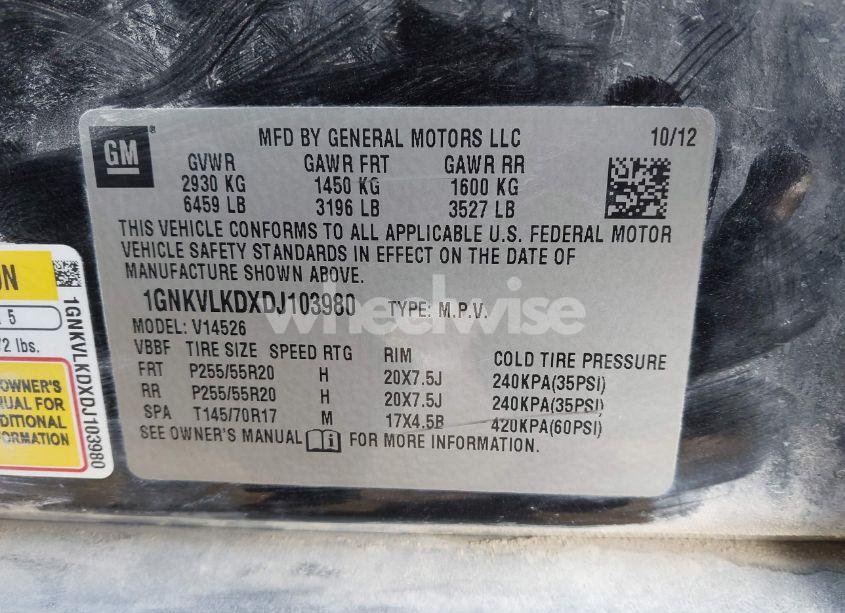 GM
MFD BY GENERAL MOTORS LLC 10/12
GVWR GAWR FRT GAWR RR
2930 KG 1450 KG 1600 KG
6459 LB 3196 LB 3527 LB
THIS VEHICLE CONFORMS TO ALL APPLICABLE U.S. FEDERAL MOTOR
VEHICLE SAFETY STANDARDS IN EFFECT ON THE DATE OF
MANUFACTURE SHOWN ABOVE.
1GNKVLKDXDJ103980 TYPE: M.P.V.
MODEL: V14526
VBBF TIRE SIZE SPEED RTG RIM COLD TIRE PRESSURE
FRT P255/55R20 H 20X7.5J 240KPA(35PSI)
RR P255/55R20 H 20X7.5J 240KPA(35PSI)
SPA T145/70R17 M 17X4.5B 420KPA(60PSI)
SEE OWNER'S MANUAL FOR MORE INFORMATION.
wheelwise
5
lbs.
OWNER'S
FOR
1GNKVLKDXDJ103980